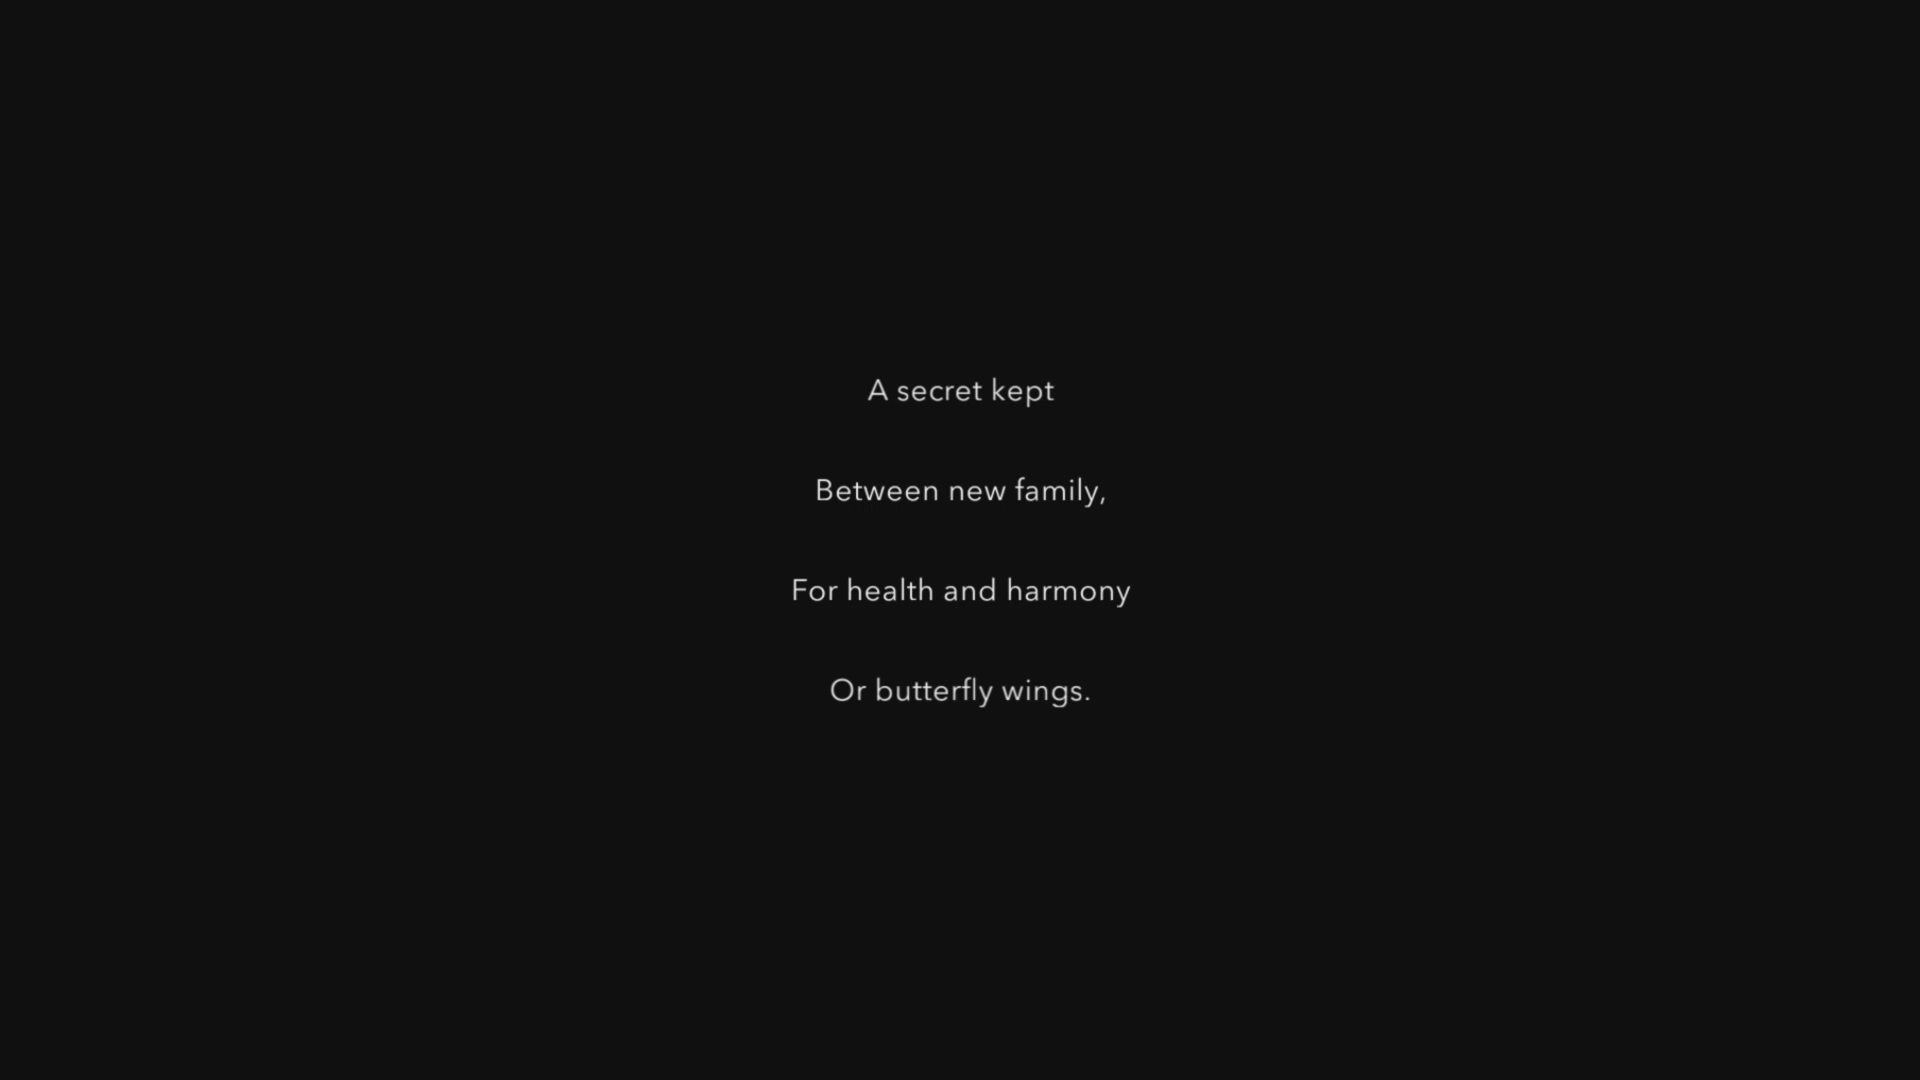 A secret kept
Between new family,
For health and harmony
Or butterfly wings.